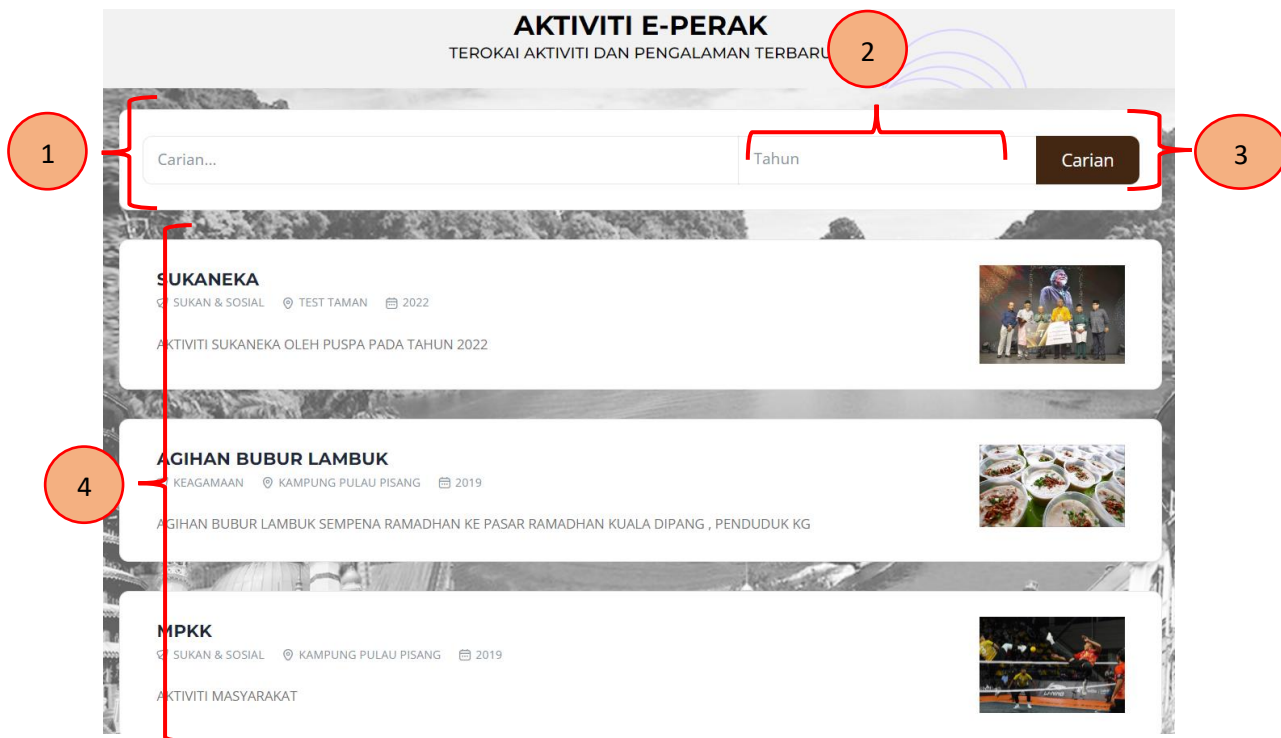 AKTIVITI E-PERAK
TEROKAI AKTIVITI DAN PENGALAMAN TERBARU
2
1
Carian...
Tahun
Carian
3
SUKANEKA
SUKAN & SOSIAL TEST TAMAN 2022
AKTIVITI SUKANEKA OLEH PUSPA PADA TAHUN 2022
AGIHAN BUBUR LAMBUK
KEAGAMAAN KAMPUNG PULAU PISANG 2019
AGIHAN BUBUR LAMBUK SEMPENA RAMADHAN KE PASAR RAMADHAN KUALA DIPANG , PENDUDUK KG
4
MPKK
SUKAN & SOSIAL KAMPUNG PULAU PISANG 2019
AKTIVITI MASYARAKAT